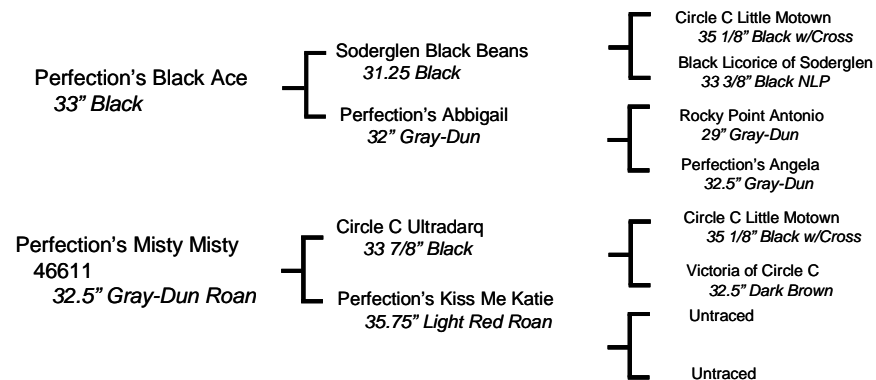 Perfection’s Black Ace
33” Black
Soderglen Black Beans
31.25 Black
Perfection’s Abbigail
32” Gray-Dun
Circle C Little Motown
35 1/8” Black w/Cross
Black Licorice of Soderglen
33 3/8” Black NLP
Rocky Point Antonio
29” Gray-Dun
Perfection’s Angela
32.5” Gray-Dun
Perfection’s Misty Misty
46611
32.5” Gray-Dun Roan
Circle C Ultradarq
33 7/8” Black
Perfection’s Kiss Me Katie
35.75” Light Red Roan
Circle C Little Motown
35 1/8” Black w/Cross
Victoria of Circle C
32.5” Dark Brown
Untraced
Untraced